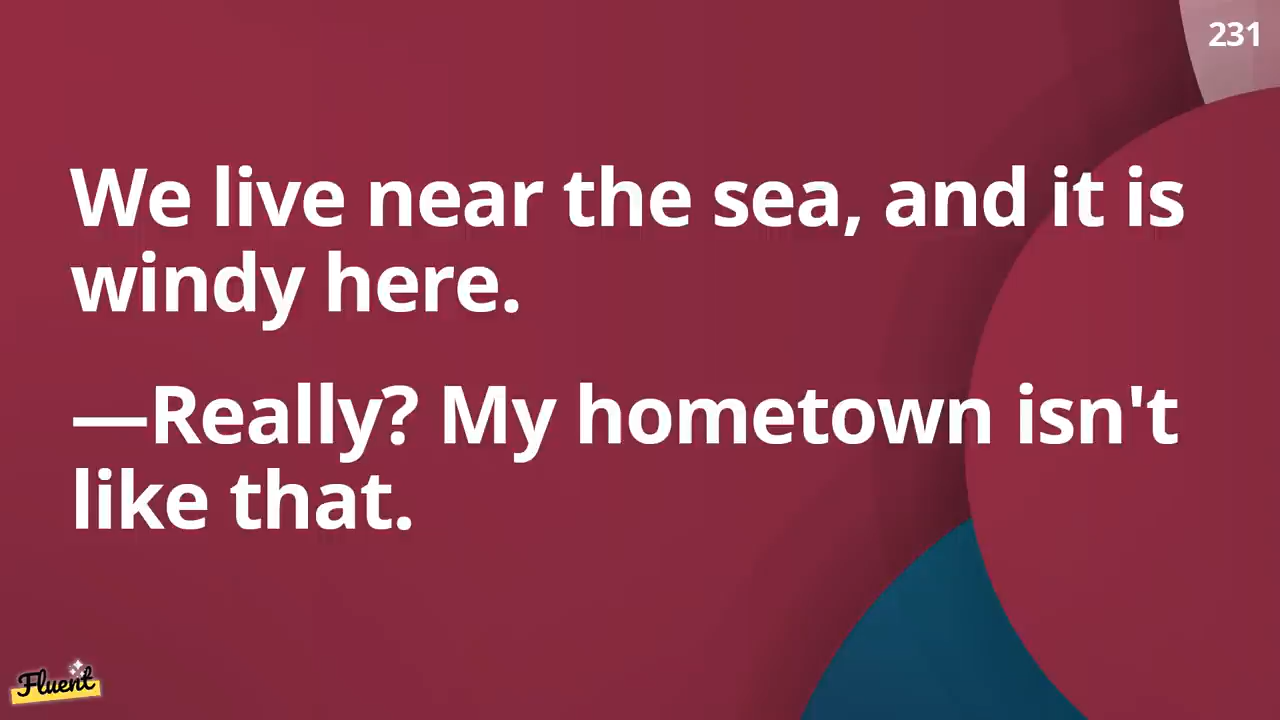 231
We live near the sea, and it is
windy here.
—Really? My hometown isn't
like that.
Fluent